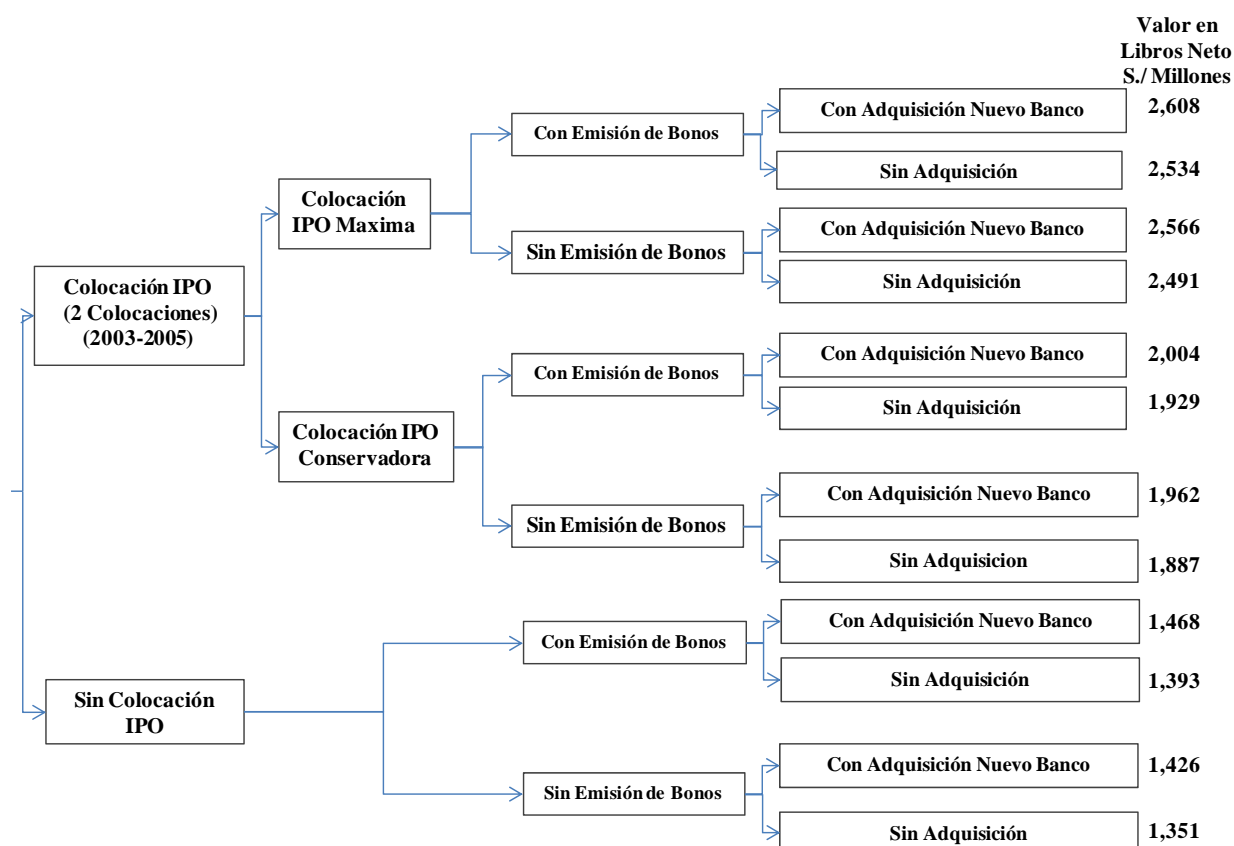 Valor en
Libros Neto
S./ Millones
Con Adquisición Nuevo Banco
2,608
Con Emisión de Bonos
Sin Adquisición
2,534
Colocación
IPO Maxima
Con Adquisición Nuevo Banco
2,566
Sin Emisión de Bonos
Sin Adquisición
2,491
Colocación IPO
(2 Colocaciones)
(2003-2005)
Con Adquisición Nuevo Banco
2,004
Con Emisión de Bonos
Sin Adquisición
1,929
Colocación IPO
Conservadora
Con Adquisición Nuevo Banco
1,962
Sin Emisión de Bonos
Sin Adquisicion
1,887
Con Adquisición Nuevo Banco
1,468
Con Emisión de Bonos
Sin Adquisición
1,393
Sin Colocación
IPO
Con Adquisición Nuevo Banco
1,426
Sin Emisión de Bonos
Sin Adquisición
1,351